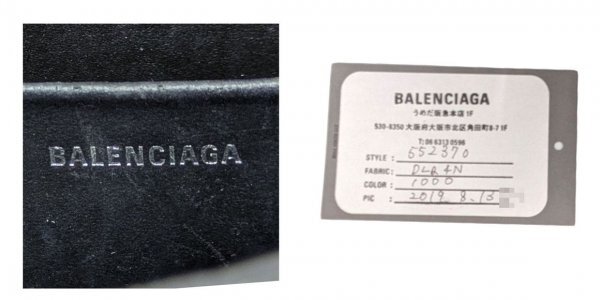 BALENCIAGA
BALENCIAGA
うめだ阪急本店1F
530-8350 大阪府大阪市北区角田町8-7 1F
T: 06 6313 0596
STYLE : 552370
FABRIC: DLQ4N
COLOR : 1000
PIC : 2019. 8. 13